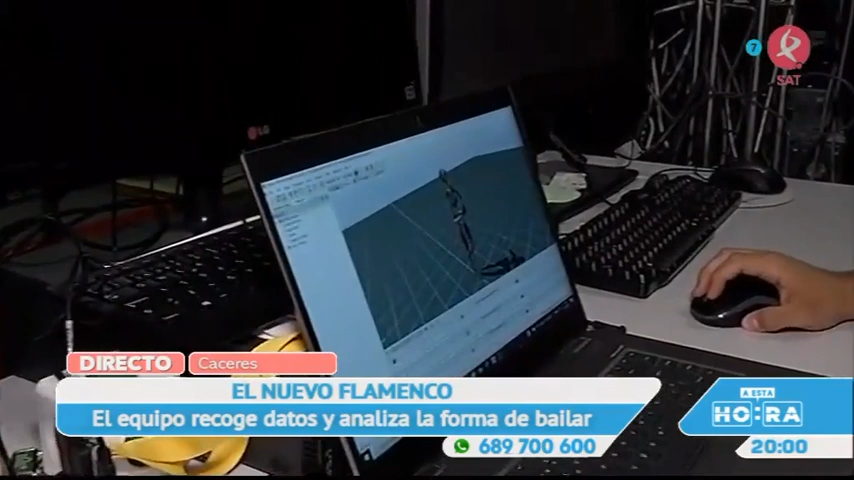 7
SAT
LG
DIRECTO
Caceres
EL NUEVO FLAMENCO
El equipo recoge datos y analiza la forma de bailar
689 700 600
A ESTA
HO:RA
20:00